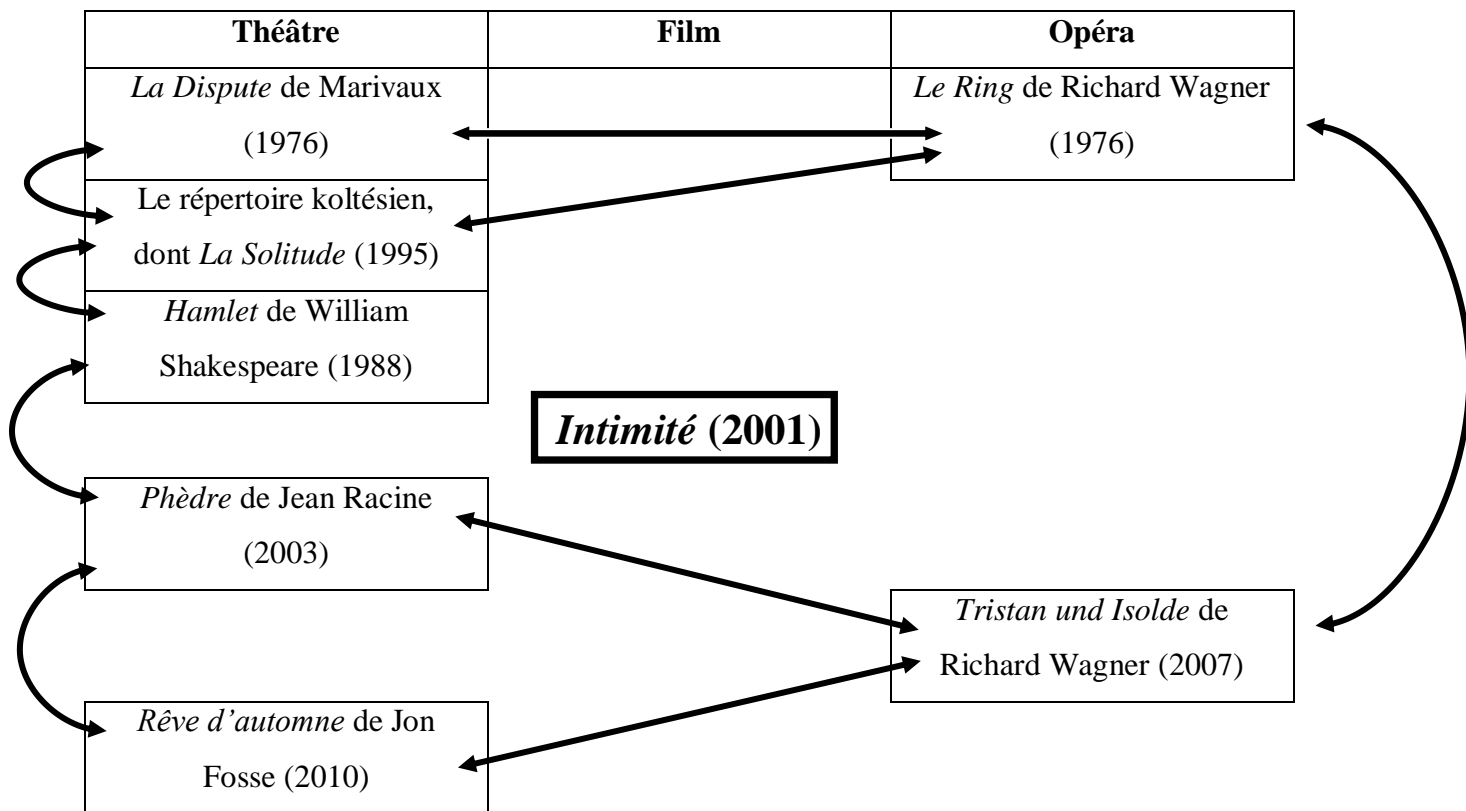 Théâtre
Film
Opéra
La Dispute de Marivaux
(1976)
Le Ring de Richard Wagner
(1976)
Le répertoire koltésien,
dont La Solitude (1995)
Hamlet de William
Shakespeare (1988)
Intimité (2001)
Phèdre de Jean Racine
(2003)
Tristan und Isolde de
Richard Wagner (2007)
Rêve d’automne de Jon
Fosse (2010)